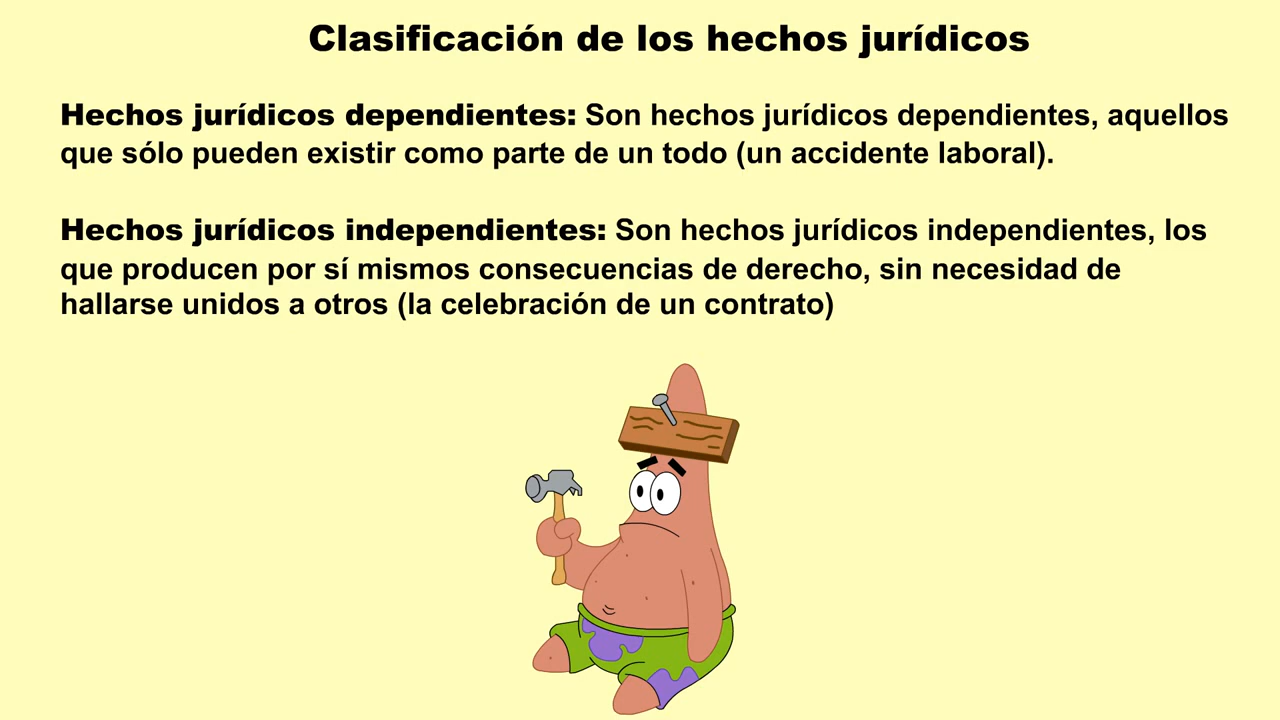 Clasificación de los hechos jurídicos
Hechos jurídicos dependientes: Son hechos jurídicos dependientes, aquellos
que sólo pueden existir como parte de un todo (un accidente laboral).
Hechos jurídicos independientes: Son hechos jurídicos independientes, los
que producen por sí mismos consecuencias de derecho, sin necesidad de
hallarse unidos a otros (la celebración de un contrato)